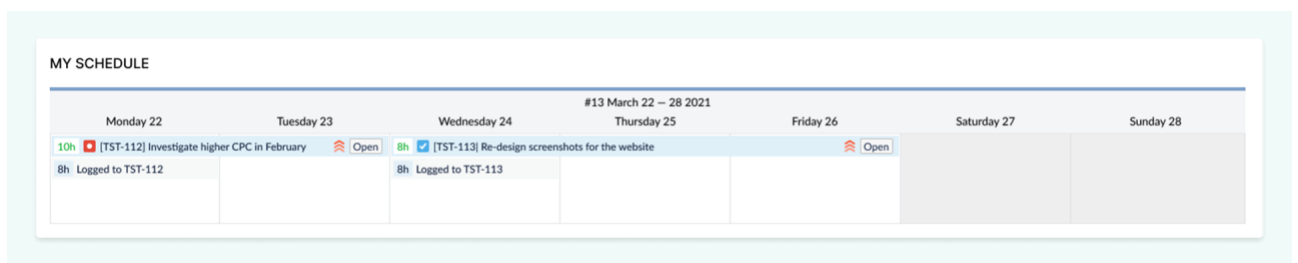 MY SCHEDULE
#13 March 22 — 28 2021
Monday 22 Tuesday 23 Wednesday 24 Thursday 25 Friday 26 Saturday 27 Sunday 28
10h [TST-112] Investigate higher CPC in February Open 8h [TST-113| Re-design screenshots for the website Open
8h Logged to TST-112 8h Logged to TST-113